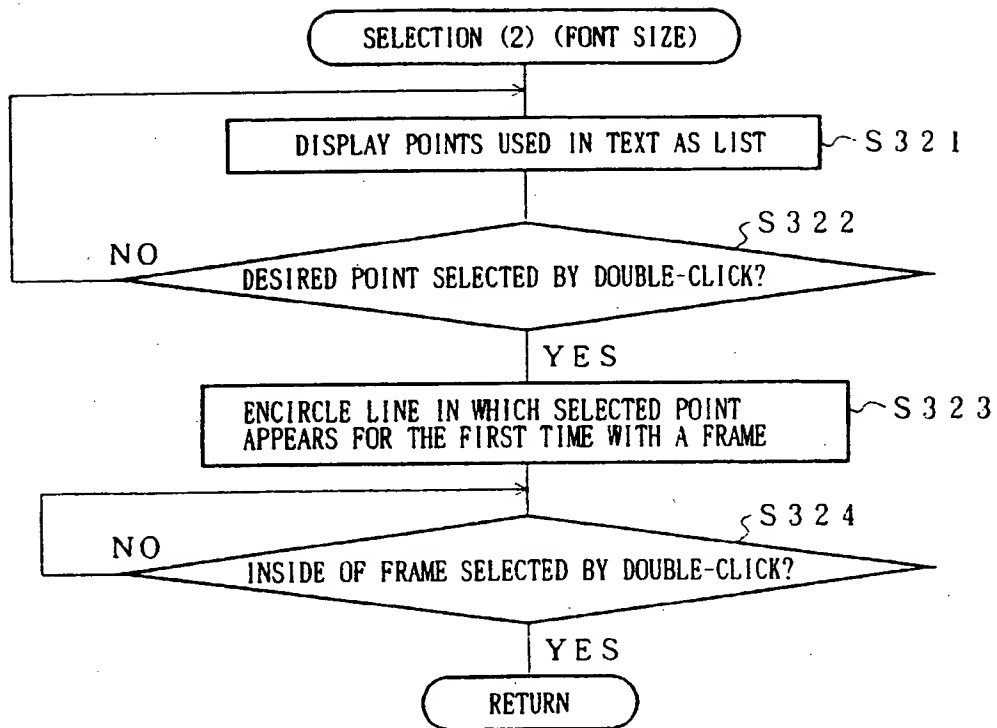 SELECTION (2) (FONT SIZE)
DISPLAY POINTS USED IN TEXT AS LIST
S321
S322
NO
DESIRED POINT SELECTED BY DOUBLE-CLICK?
YES
ENCIRCLE LINE IN WHICH SELECTED POINT
APPEARS FOR THE FIRST TIME WITH A FRAME
S323
S324
NO
INSIDE OF FRAME SELECTED BY DOUBLE-CLICK?
YES
RETURN